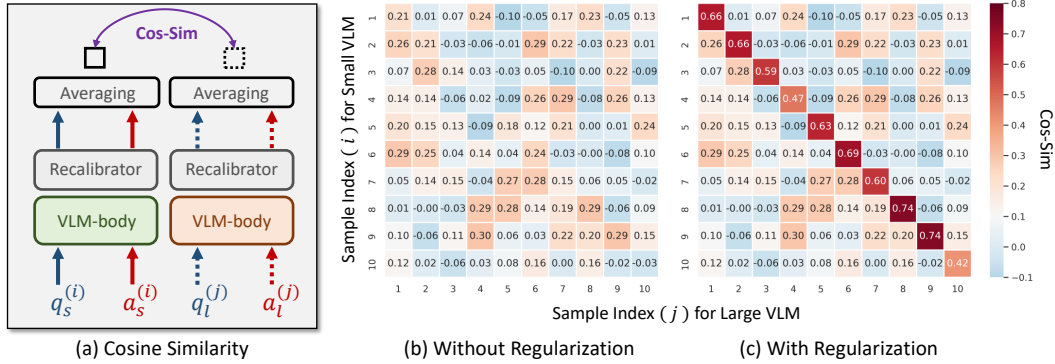 Cos-Sim
Averaging Averaging
Recalibrator Recalibrator
VLM-body VLM-body
q_s^(i) a_s^(i) q_l^(j) a_l^(j)
(a) Cosine Similarity
Sample Index (i) for Small VLM
1 0.21 0.01 0.07 0.24 -0.10 -0.05 0.17 0.23 -0.10 0.13
2 0.26 0.21 -0.03 -0.06 -0.01 0.29 0.22 -0.03 0.23 0.01
3 0.07 0.28 0.14 0.03 -0.03 0.05 -0.10 0.00 0.22 -0.09
4 0.14 0.14 -0.06 0.02 -0.09 0.26 0.29 -0.08 0.26 0.13
5 0.20 0.15 0.13 -0.09 0.18 0.12 0.21 0.00 0.01 0.24
6 0.29 0.25 0.04 0.14 0.04 0.24 -0.03 -0.00 -0.08 0.10
7 0.05 0.14 0.15 -0.04 0.27 0.28 0.15 0.06 0.05 -0.02
8 0.01 -0.00 -0.03 0.29 0.28 0.14 0.18 0.29 -0.06 0.09
9 0.10 -0.06 0.11 0.30 0.06 0.05 0.22 0.20 0.29 0.15
10 0.12 0.02 -0.06 -0.03 0.08 0.16 0.00 0.16 -0.02 -0.03
1 2 3 4 5 6 7 8 9 10
(b) Without Regularization
1 0.66 0.01 0.07 0.24 -0.10 -0.05 0.17 0.23 -0.10 0.13
2 0.26 0.66 -0.03 -0.06 -0.01 0.29 0.22 -0.03 0.23 0.01
3 0.07 0.28 0.59 0.03 -0.03 0.05 -0.10 0.00 0.22 -0.09
4 0.14 0.14 -0.06 0.47 -0.09 0.26 0.29 -0.08 0.26 0.13
5 0.20 0.15 0.13 -0.09 0.63 0.12 0.21 0.00 0.01 0.24
6 0.29 0.25 0.04 0.14 0.04 0.69 -0.03 -0.00 -0.08 0.10
7 0.05 0.14 0.15 -0.04 0.27 0.28 0.60 0.06 0.05 -0.02
8 0.01 -0.00 -0.03 0.29 0.28 0.14 0.19 0.74 -0.06 0.09
9 0.10 -0.06 0.11 0.30 0.06 0.05 0.22 0.20 0.74 0.15
10 0.12 0.02 -0.06 -0.03 0.08 0.16 0.00 0.16 -0.02 0.42
1 2 3 4 5 6 7 8 9 10
Sample Index (j) for Large VLM
(c) With Regularization
0.8
0.7
0.6
0.5
0.4
0.3
0.2
0.1
0.0
−0.1
Cos-Sim